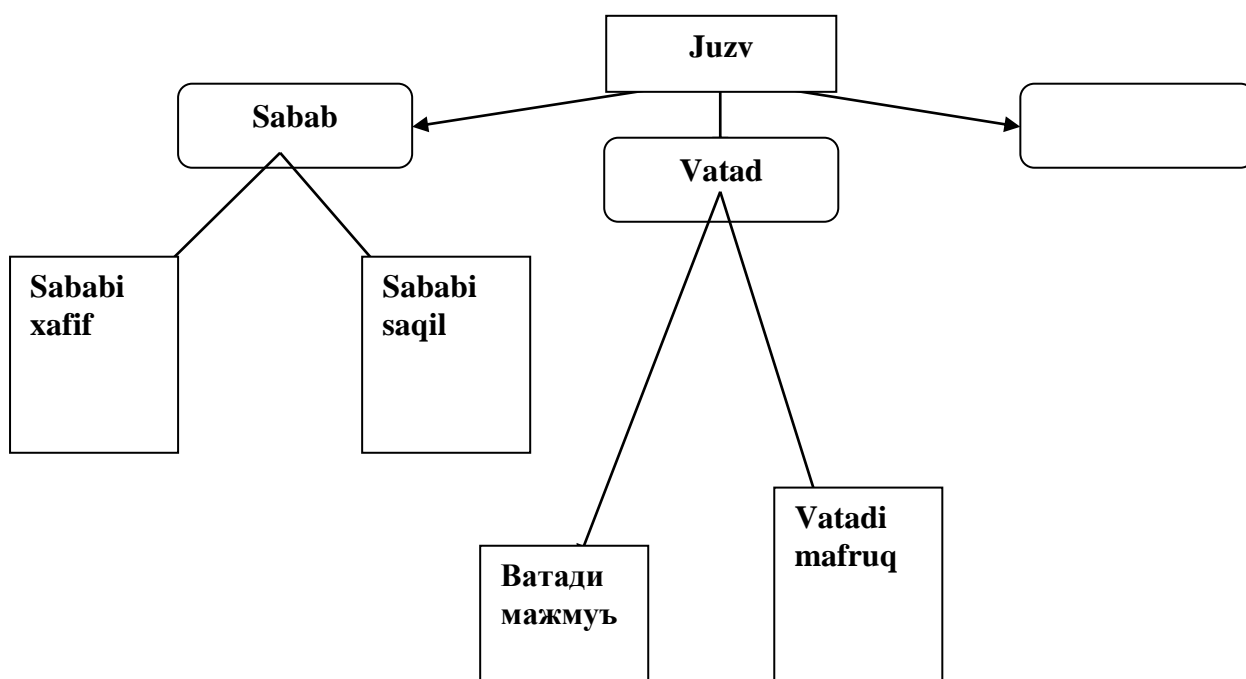 Juzv
Sabab
Vatad
Sababi
xafif
Sababi
saqil
Vatadi
mafruq
Ватади
мажмуъ